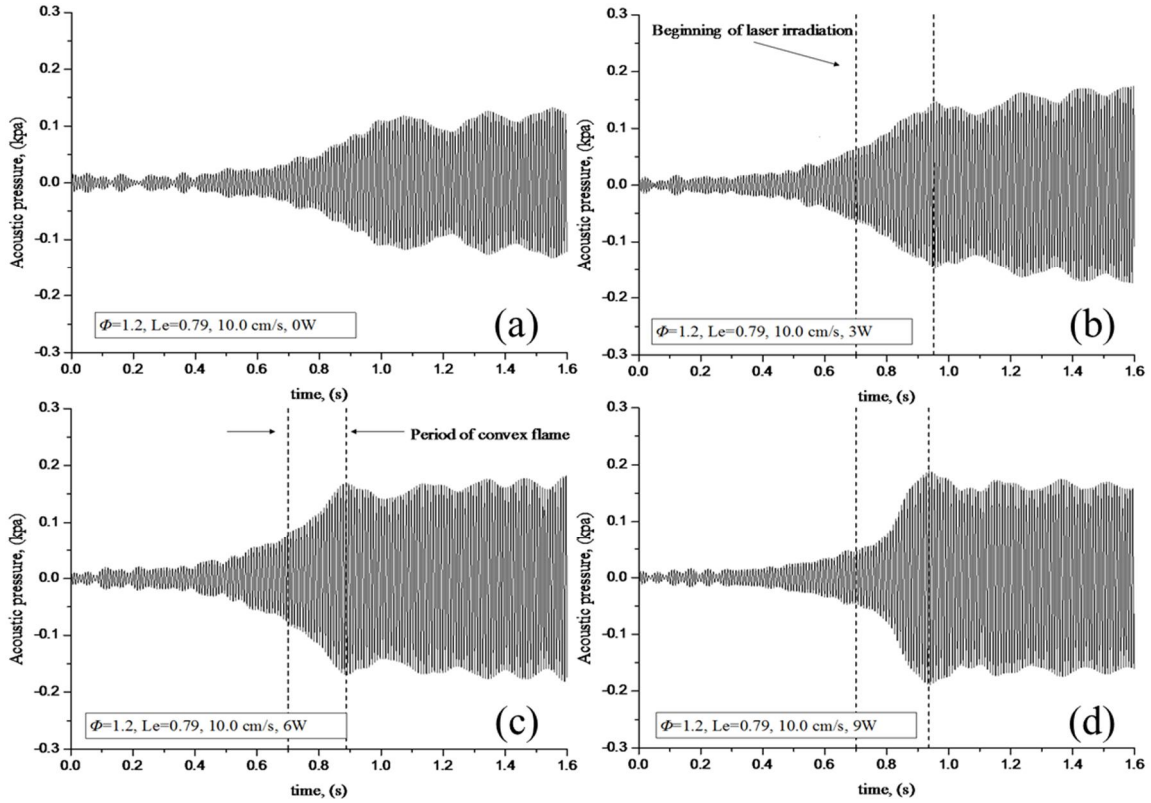 0.3
0.2
0.1
0.0
-0.1
-0.2
-0.3
Acoustic pressure, (kpa)
Φ=1.2, Le=0.79, 10.0 cm/s, 0W
(a)
0.0 0.2 0.4 0.6 0.8 1.0 1.2 1.4 1.6
time, (s)
0.3
0.2
0.1
0.0
-0.1
-0.2
-0.3
Acoustic pressure, (kpa)
Beginning of laser irradiation
Φ=1.2, Le=0.79, 10.0 cm/s, 3W
(b)
0.0 0.2 0.4 0.6 0.8 1.0 1.2 1.4 1.6
time, (s)
0.3
0.2
0.1
0.0
-0.1
-0.2
-0.3
Acoustic pressure, (kpa)
Period of convex flame
Φ=1.2, Le=0.79, 10.0 cm/s, 6W
(c)
0.0 0.2 0.4 0.6 0.8 1.0 1.2 1.4 1.6
time, (s)
0.3
0.2
0.1
0.0
-0.1
-0.2
-0.3
Acoustic pressure, (kpa)
Φ=1.2, Le=0.79, 10.0 cm/s, 9W
(d)
0.0 0.2 0.4 0.6 0.8 1.0 1.2 1.4 1.6
time, (s)